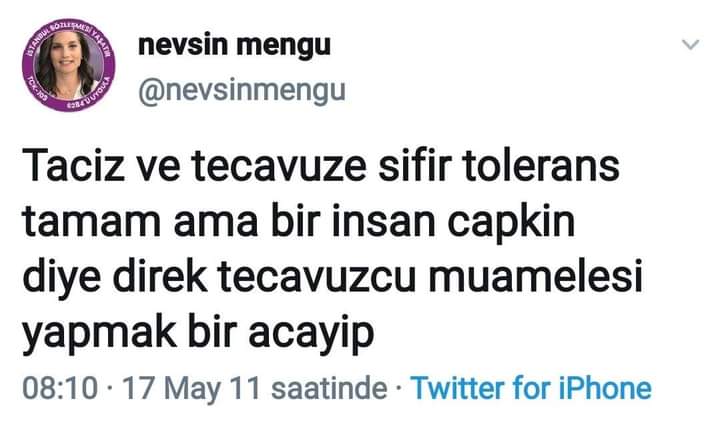 nevsin mengu
@nevsinmengu
İSTANBUL SÖZLEŞMESİ YAŞATIR
TCK-103
6284'Ü UYGULA
Taciz ve tecavuze sifir tolerans
tamam ama bir insan capkin
diye direk tecavuzcu muamelesi
yapmak bir acayip
08:10 · 17 May 11 saatinde · Twitter for iPhone